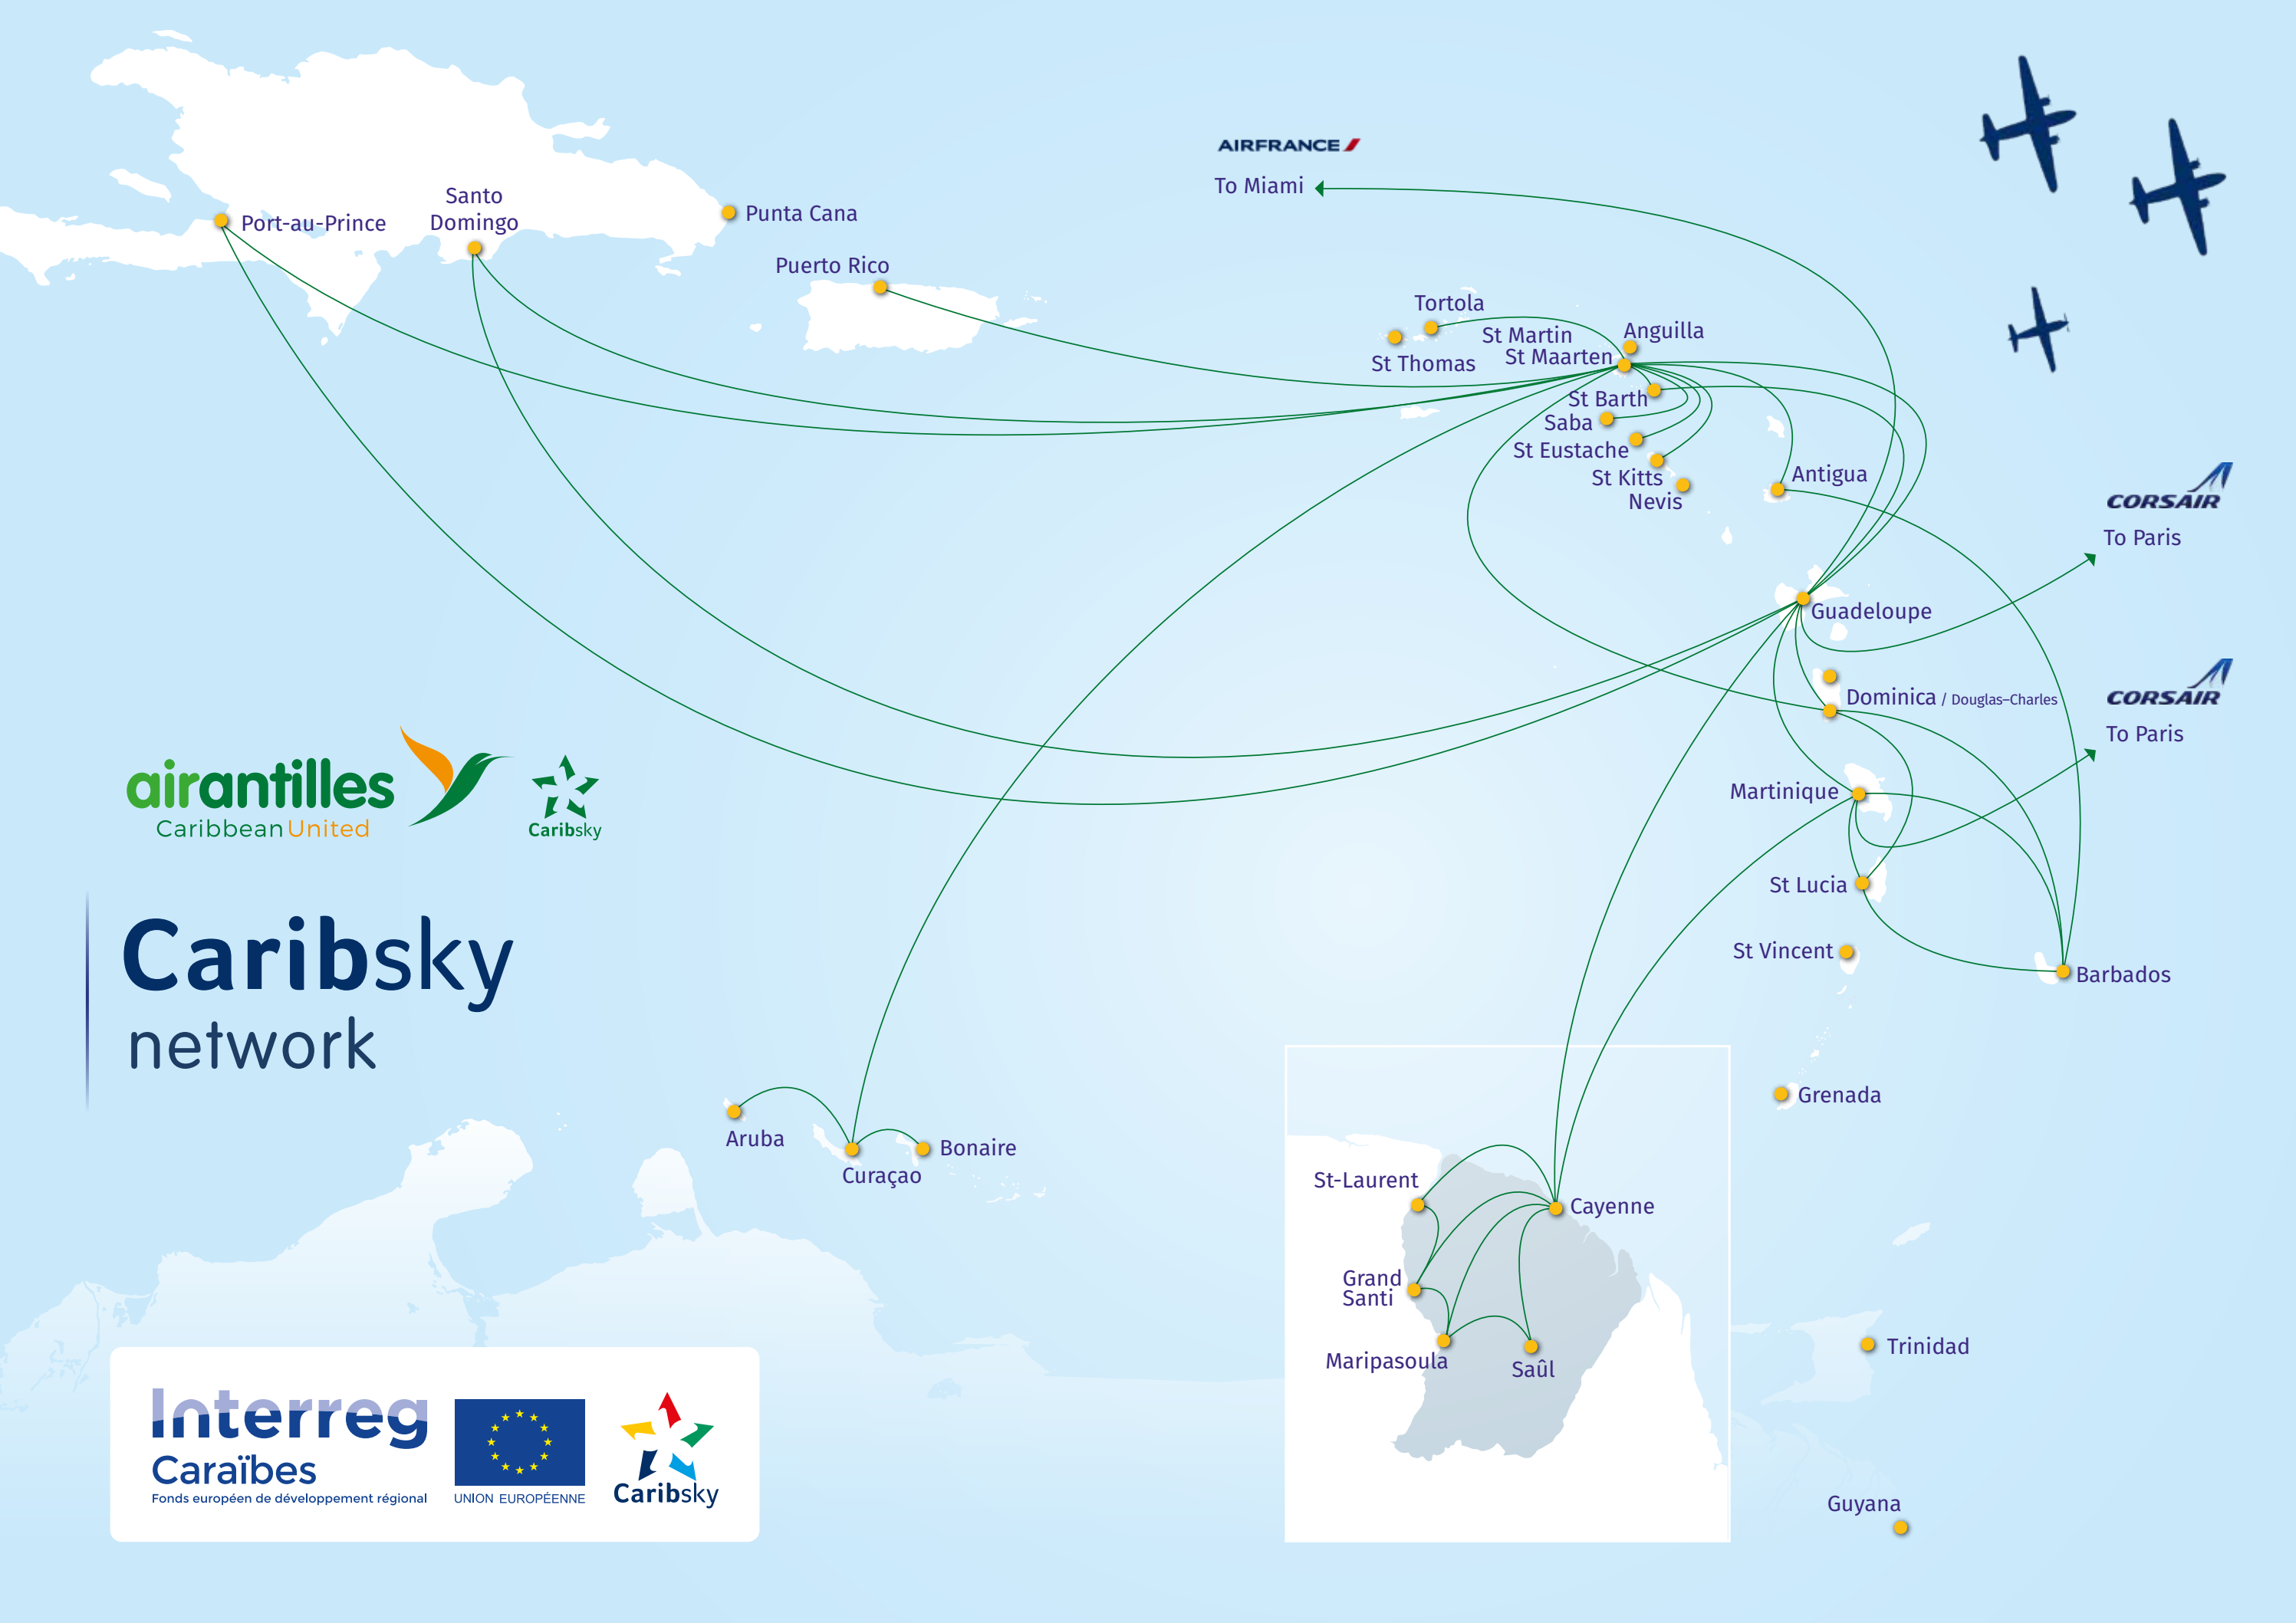 AIRFRANCE
To Miami
Santo
Domingo
Port-au-Prince
Punta Cana
Puerto Rico
Tortola
St Martin
Anguilla
St Thomas
St Maarten
St Barth
Saba
St Eustache
St Kitts
Nevis
Antigua
CORSAIR
To Paris
Guadeloupe
Dominica / Douglas–Charles
CORSAIR
To Paris
Martinique
St Lucia
St Vincent
Barbados
Grenada
airantilles
Caribbean United
Caribsky
Caribsky
network
Aruba
Curaçao
Bonaire
St-Laurent
Cayenne
Grand
Santi
Maripasoula
Saûl
Trinidad
Guyana
Interreg
Caraïbes
Fonds européen de développement régional
UNION EUROPÉENNE
Caribsky